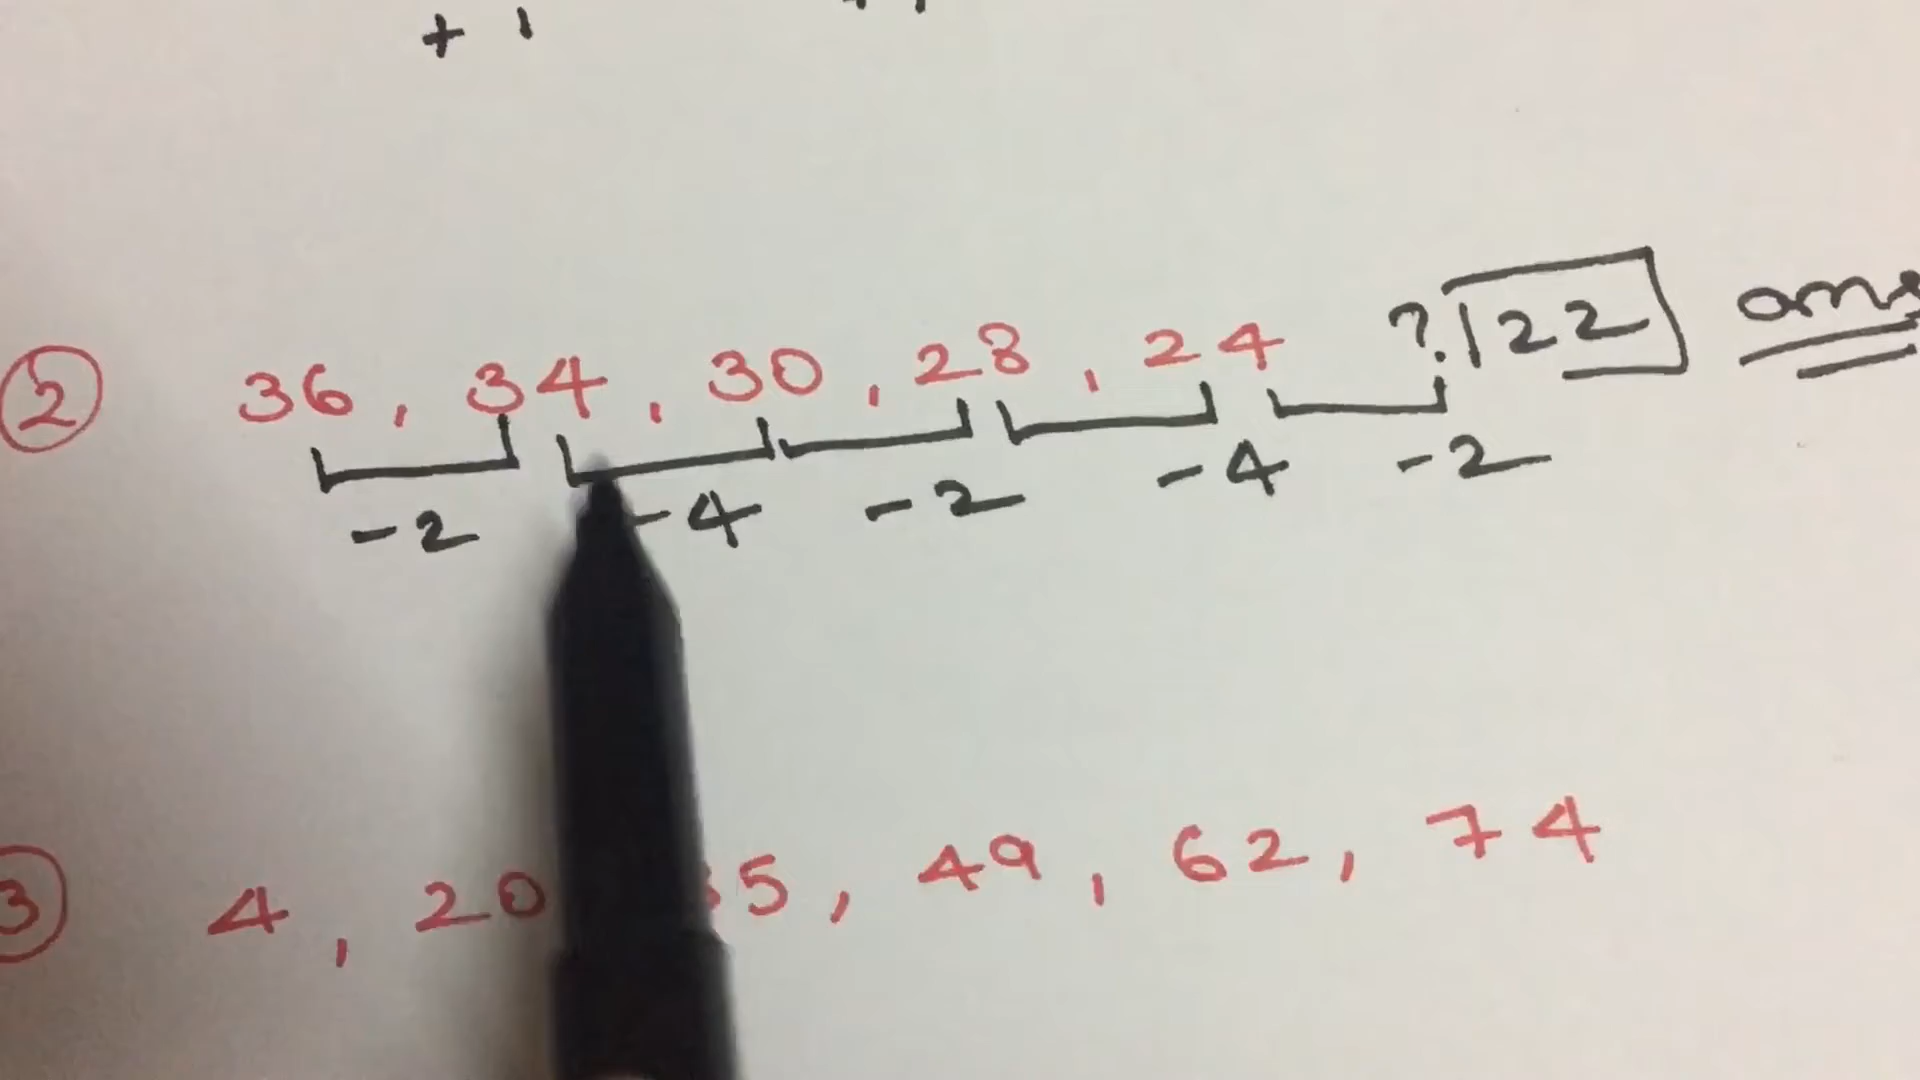 + 1
② 36, 34, 30, 28, 24 ? 22 ans
-2 -4 -2 -4 -2
③ 4, 20 35, 49, 62, 74